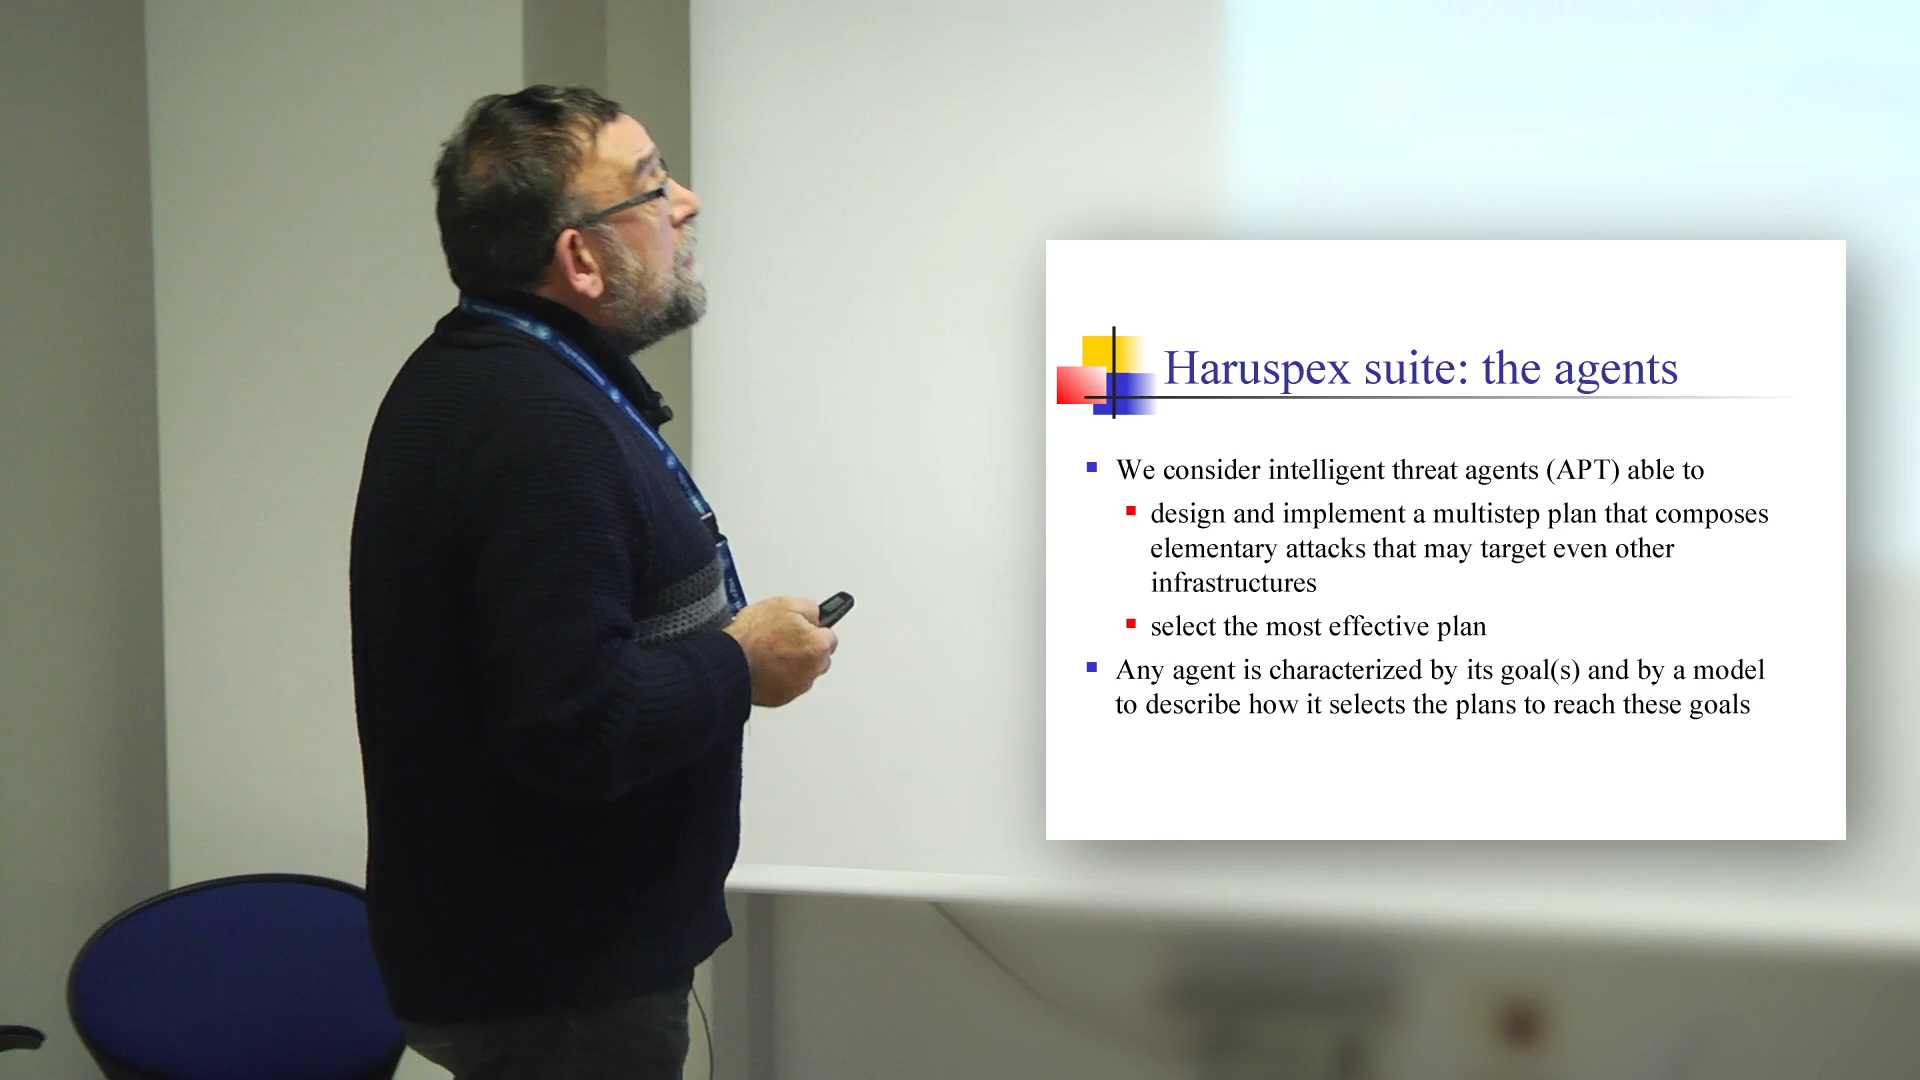 Haruspex suite: the agents
We consider intelligent threat agents (APT) able to
design and implement a multistep plan that composes
elementary attacks that may target even other
infrastructures
select the most effective plan
Any agent is characterized by its goal(s) and by a model
to describe how it selects the plans to reach these goals